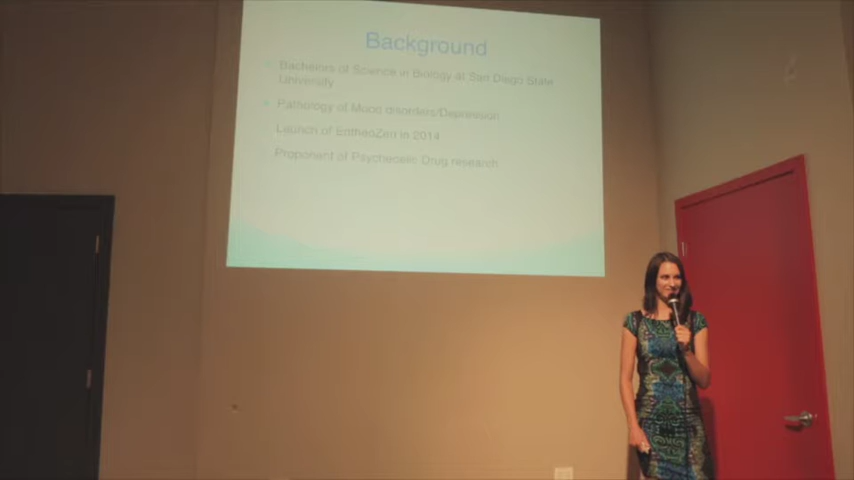 Background
Bachelors of Science in Biology at San Diego State
University
Pathology of Mood disorders/Depression
Launch of EntheoZen in 2014
Proponent of Psychedelic Drug research